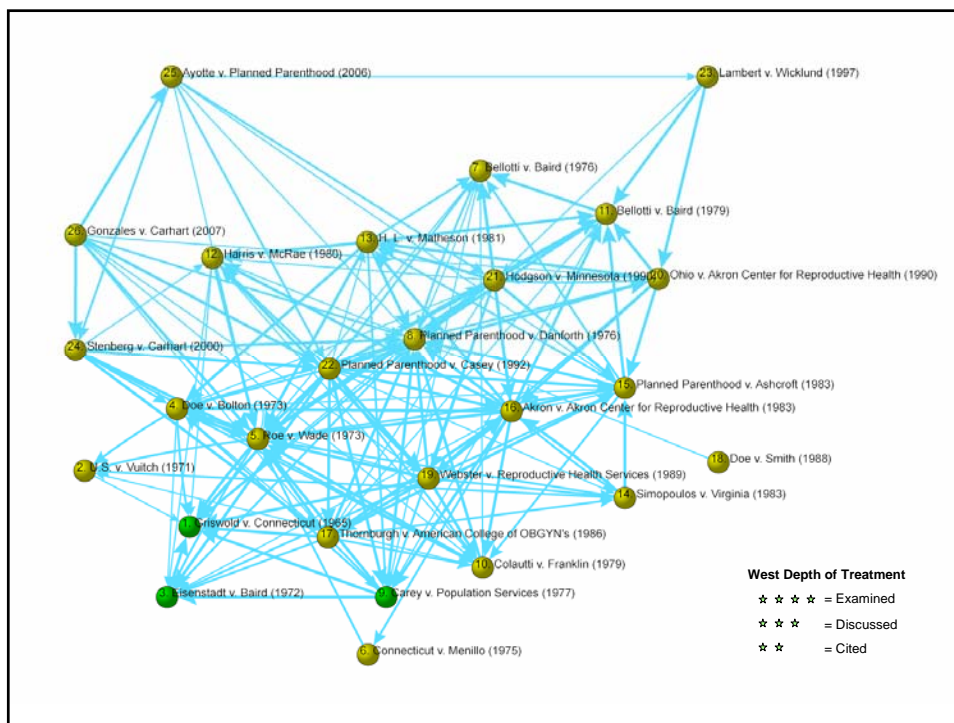 25. Ayotte v. Planned Parenthood (2006)
23. Lambert v. Wicklund (1997)
7. Bellotti v. Baird (1976)
11. Bellotti v. Baird (1979)
26. Gonzales v. Carhart (2007)
13. H. L. v. Matheson (1981)
12. Harris v. McRae (1980)
21. Hodgson v. Minnesota (1990)
20. Ohio v. Akron Center for Reproductive Health (1990)
8. Planned Parenthood v. Danforth (1976)
24. Stenberg v. Carhart (2000)
22. Planned Parenthood v. Casey (1992)
15. Planned Parenthood v. Ashcroft (1983)
4. Doe v. Bolton (1973)
16. Akron v. Akron Center for Reproductive Health (1983)
5. Roe v. Wade (1973)
18. Doe v. Smith (1988)
2. U.S. v. Vuitch (1971)
19. Webster v. Reproductive Health Services (1989)
14. Simopoulos v. Virginia (1983)
1. Griswold v. Connecticut (1965)
17. Thornburgh v. American College of OBGYN's (1986)
10. Colautti v. Franklin (1979)
3. Eisenstadt v. Baird (1972)
9. Carey v. Population Services (1977)
6. Connecticut v. Menillo (1975)
West Depth of Treatment
= Examined
= Discussed
= Cited